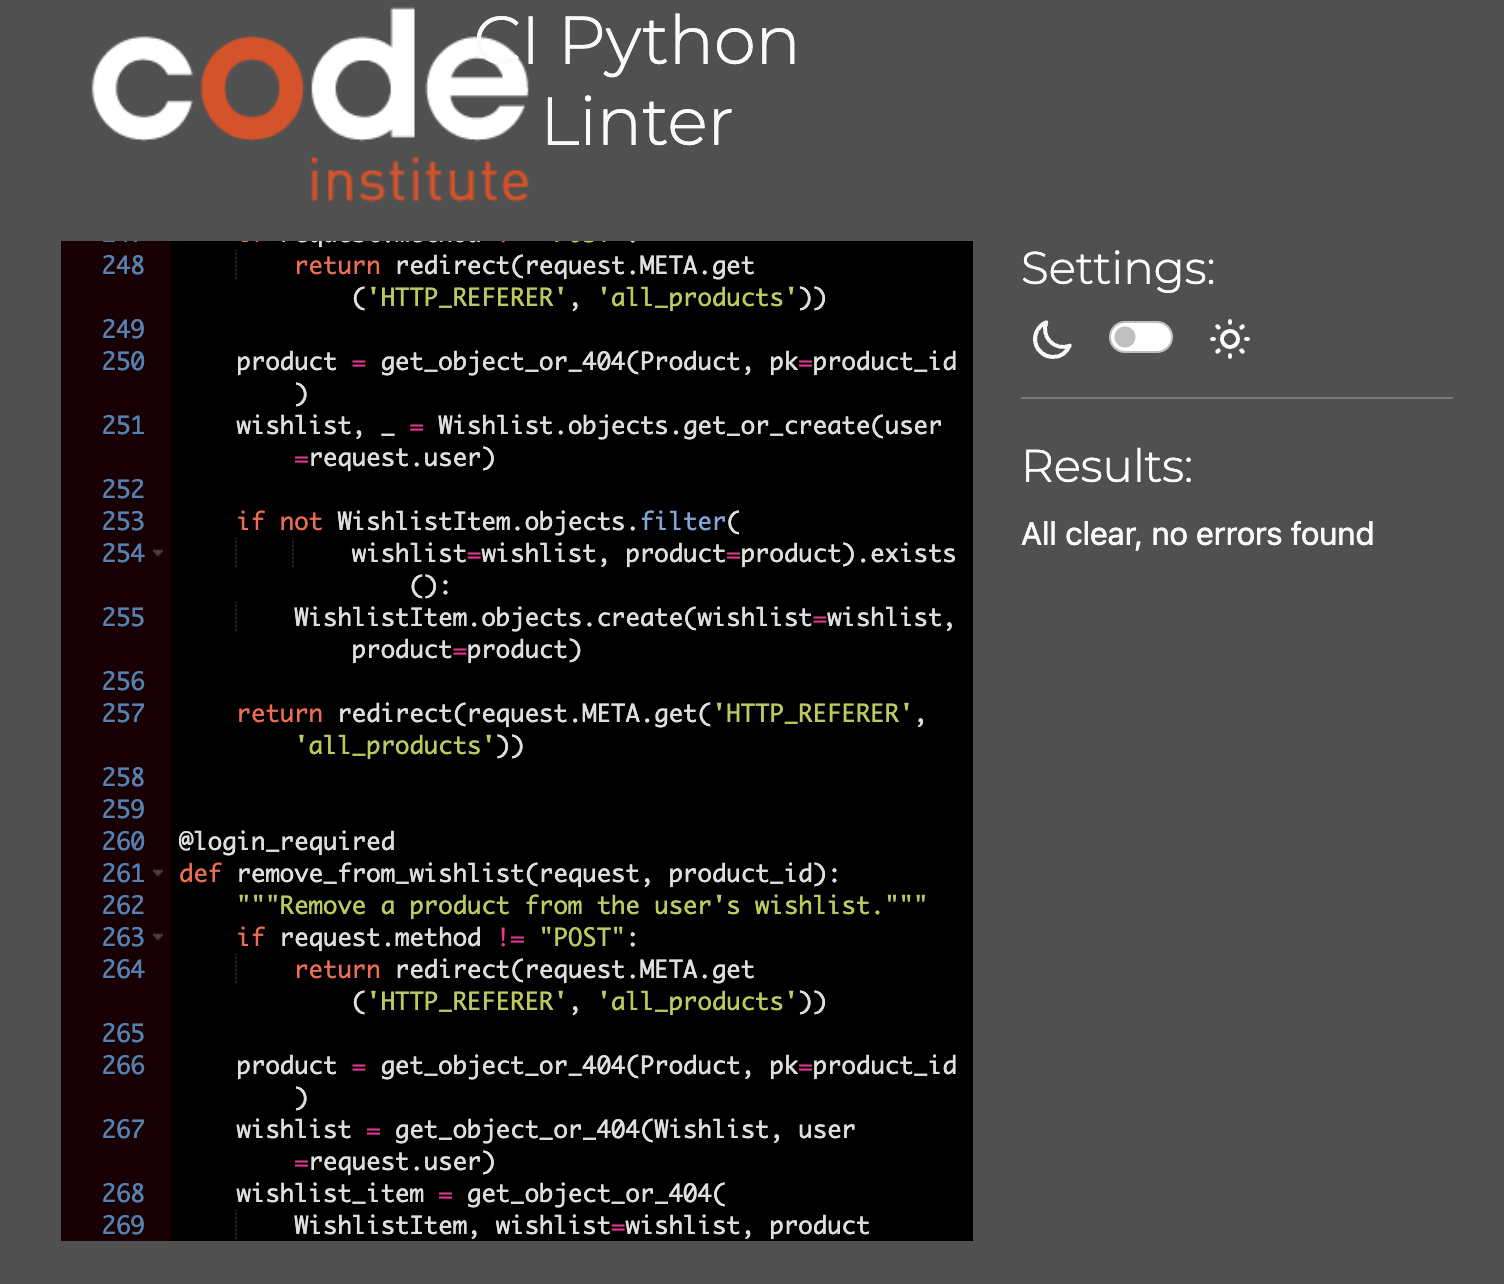 code
institute
CI Python
Linter
248 return redirect(request.META.get
('HTTP_REFERER', 'all_products'))
249
250 product = get_object_or_404(Product, pk=product_id
)
251 wishlist, _ = Wishlist.objects.get_or_create(user
=request.user)
252
253 if not WishlistItem.objects.filter(
254 wishlist=wishlist, product=product).exists
():
255 WishlistItem.objects.create(wishlist=wishlist,
product=product)
256
257 return redirect(request.META.get('HTTP_REFERER',
'all_products'))
258
259
260 @login_required
261 def remove_from_wishlist(request, product_id):
262 """Remove a product from the user's wishlist."""
263 if request.method != "POST":
264 return redirect(request.META.get
('HTTP_REFERER', 'all_products'))
265
266 product = get_object_or_404(Product, pk=product_id
)
267 wishlist = get_object_or_404(Wishlist, user
=request.user)
268 wishlist_item = get_object_or_404(
269 WishlistItem, wishlist=wishlist, product
Settings:
Results:
All clear, no errors found